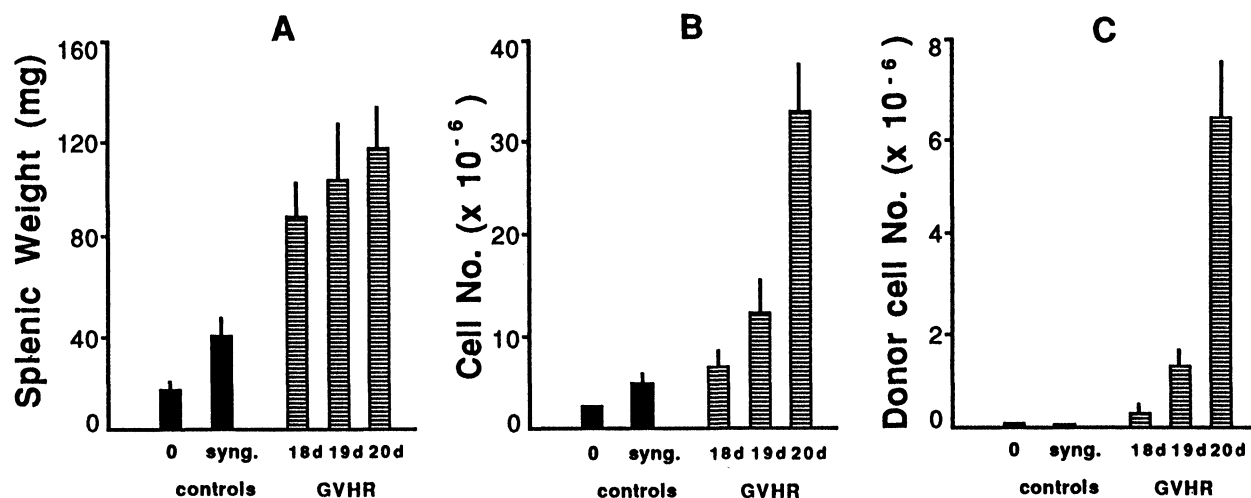 A
Splenic Weight (mg)
160
120
80
40
0
0 syng. 18d 19d 20d
controls GVHR
B
Cell No. (x 10⁻⁶)
40
30
20
10
0
0 syng. 18d 19d 20d
controls GVHR
C
Donor cell No. (x 10⁻⁶)
8
6
4
2
0
0 syng. 18d 19d 20d
controls GVHR